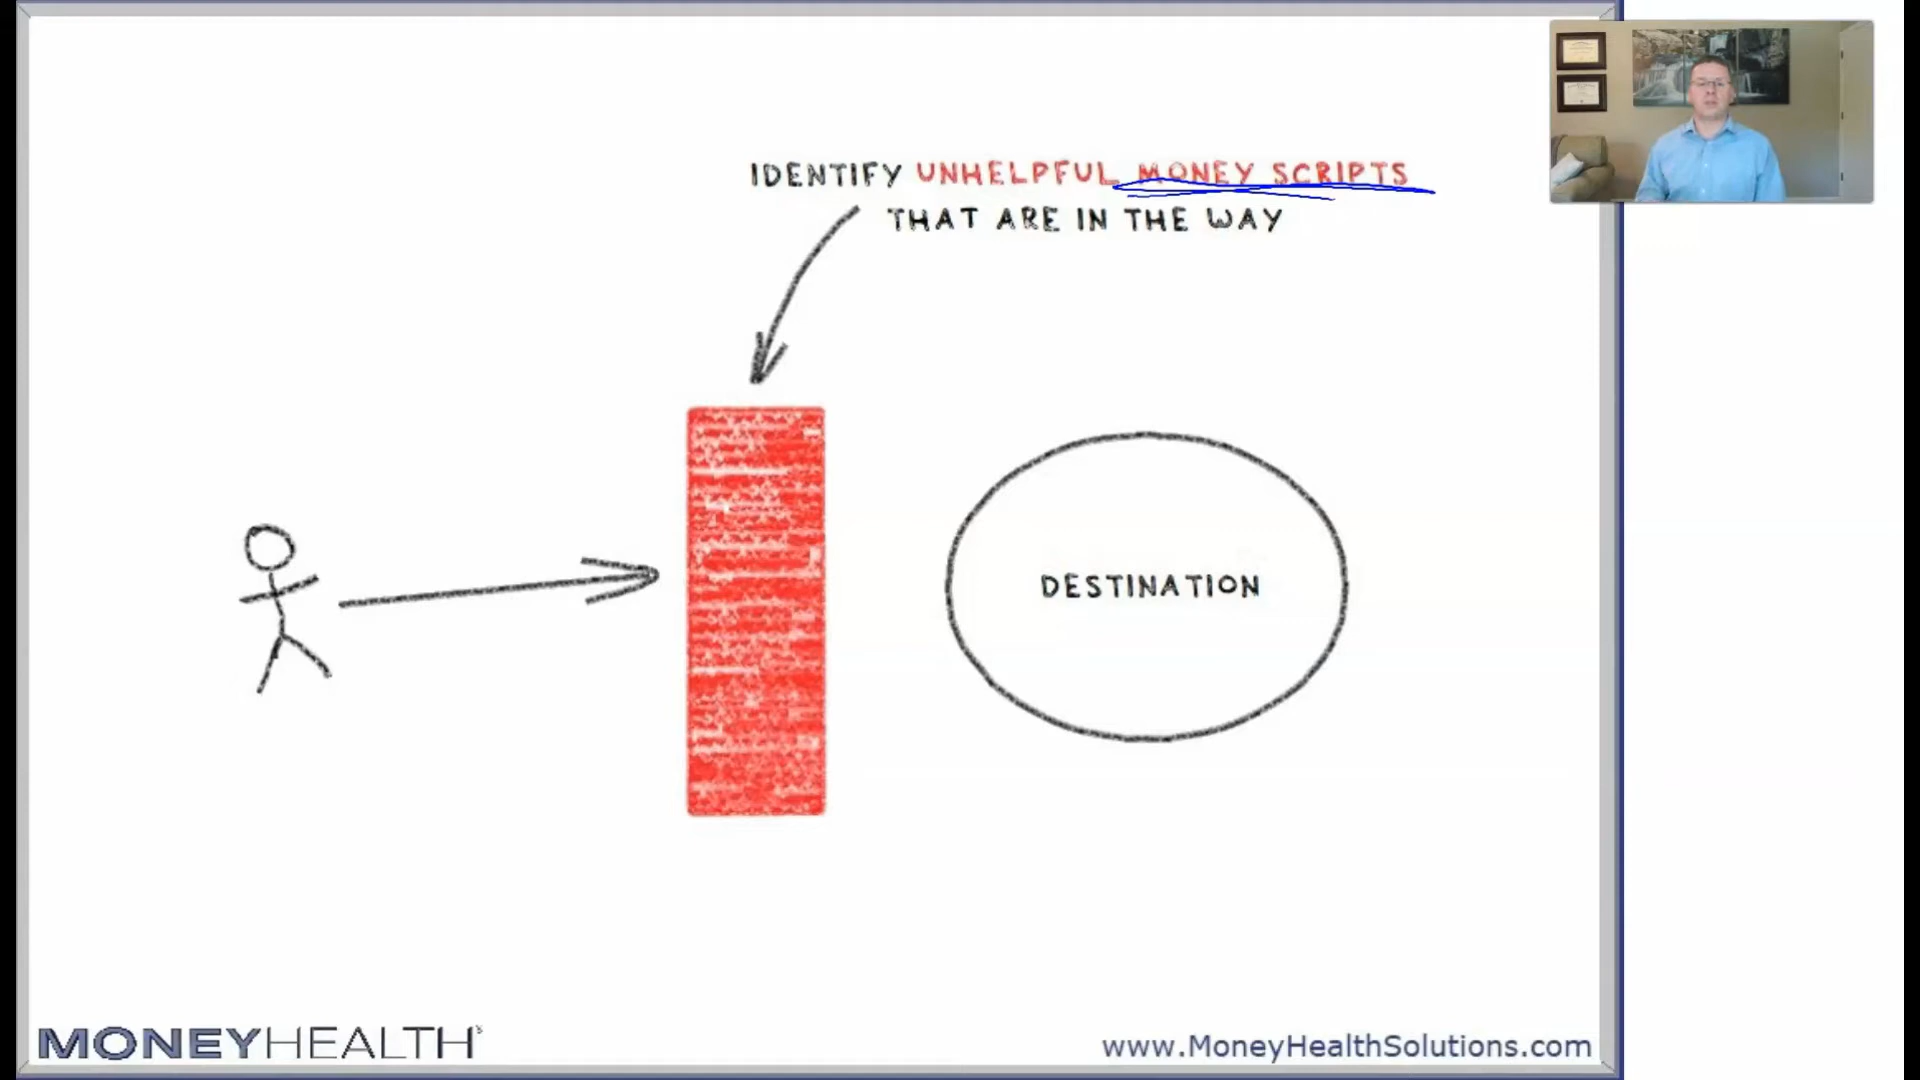 IDENTIFY UNHELPFUL MONEY SCRIPTS
THAT ARE IN THE WAY
DESTINATION
MONEYHEALTH
www.MoneyHealthSolutions.com